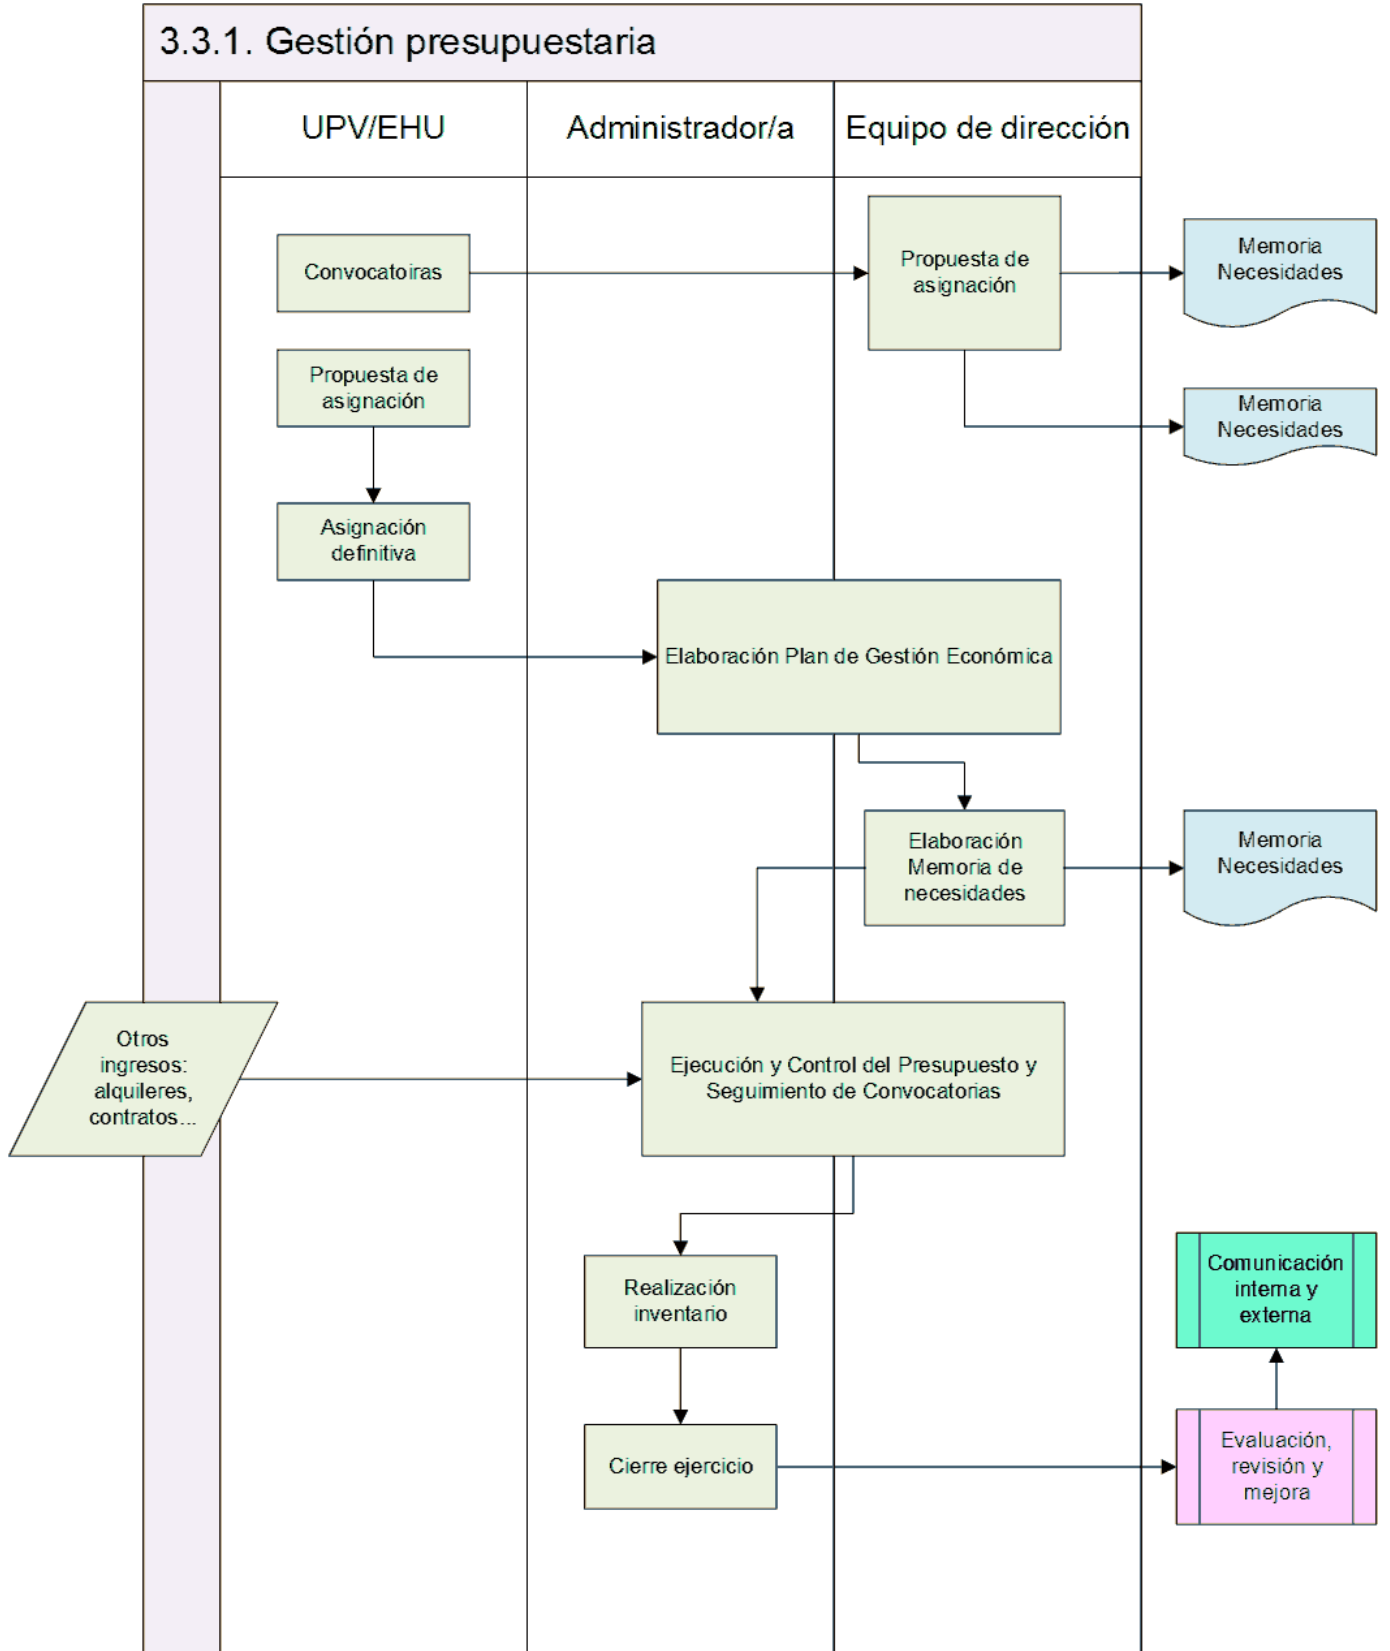 3.3.1. Gestión presupuestaria
UPV/EHU
Administrador/a
Equipo de dirección
Convocatoiras
Propuesta de
asignación
Memoria
Necesidades
Propuesta de
asignación
Memoria
Necesidades
Asignación
definitiva
Elaboración Plan de Gestión Económica
Elaboración
Memoria de
necesidades
Memoria
Necesidades
Otros
ingresos:
alquileres,
contratos...
Ejecución y Control del Presupuesto y
Seguimiento de Convocatorias
Realización
inventario
Comunicación
interna y
externa
Cierre ejercicio
Evaluación,
revisión y
mejora